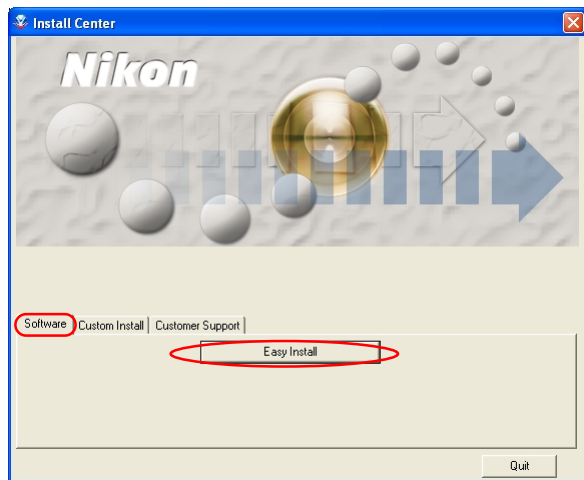 Install Center
Nikon
Software Custom Install Customer Support
Easy Install
Quit